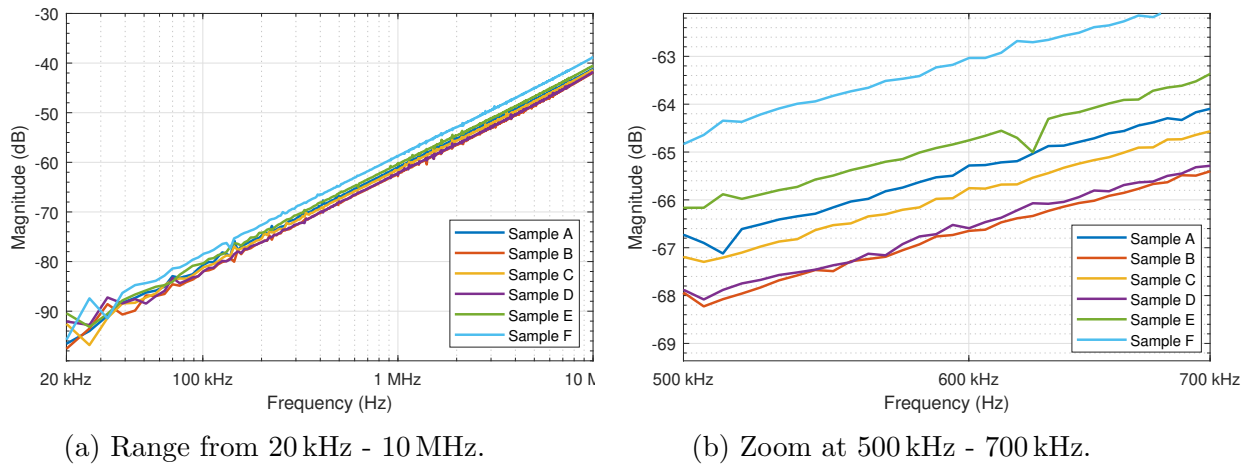 -30
-40
-50
-60
-70
-80
-90
Magnitude (dB)
20 kHz
100 kHz
1 MHz
10 M
Frequency (Hz)
Sample A
Sample B
Sample C
Sample D
Sample E
Sample F
(a) Range from 20 kHz - 10 MHz.
-63
-64
-65
-66
-67
-68
-69
Magnitude (dB)
500 kHz
600 kHz
700 kHz
Frequency (Hz)
Sample A
Sample B
Sample C
Sample D
Sample E
Sample F
(b) Zoom at 500 kHz - 700 kHz.